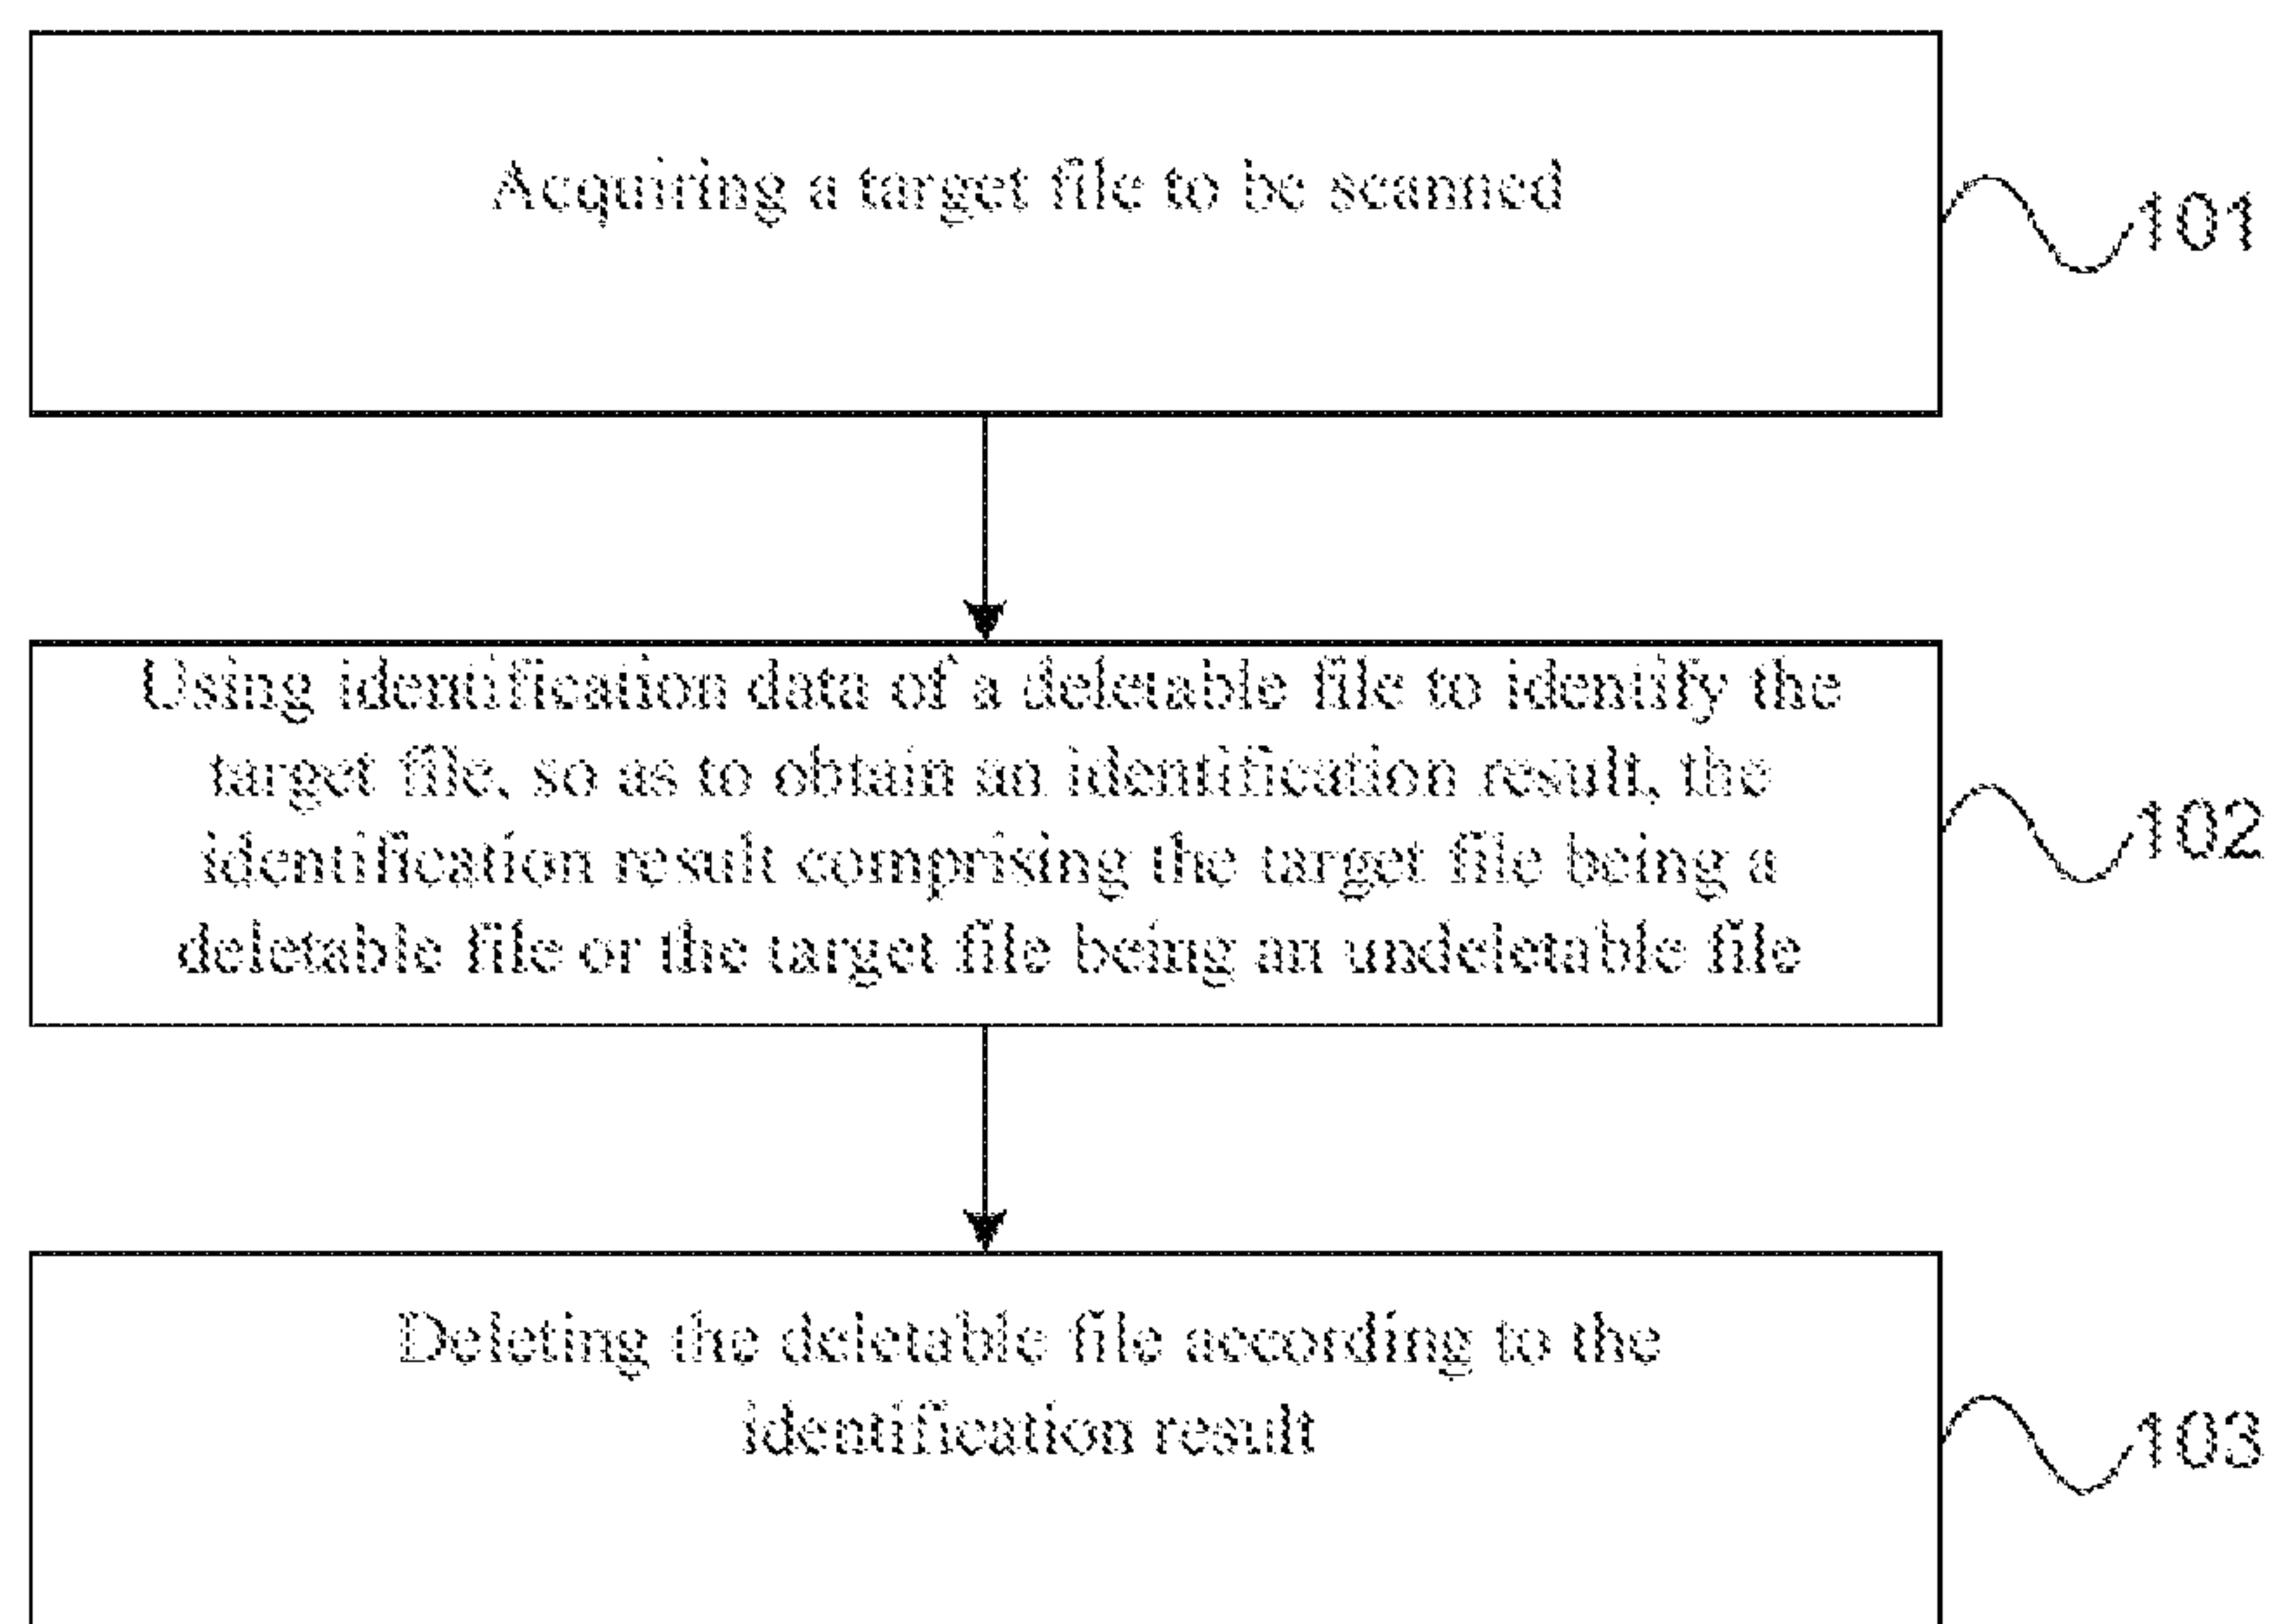 Acquiring a target file to be scanned
101
Using identification data of a deletable file to identify the
target file, so as to obtain an identification result, the
identification result comprising the target file being a
deletable file or the target file being an undeletable file
102
Deleting the deletable file according to the
identification result
103